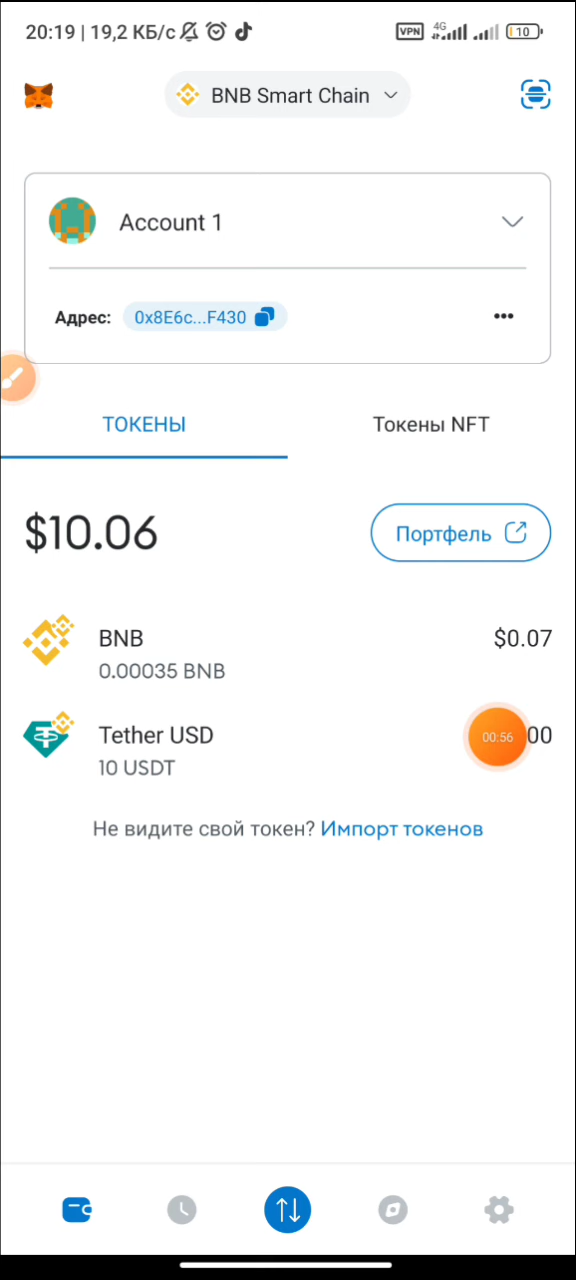 20:19 | 19,2 КБ/с VPN 4G 10
BNB Smart Chain
Account 1
Адрес: 0x8E6c...F430
ТОКЕНЫ Токены NFT
$10.06 Портфель
BNB $0.07
0.00035 BNB
Tether USD 00:56 00
10 USDT
Не видите свой токен? Импорт токенов